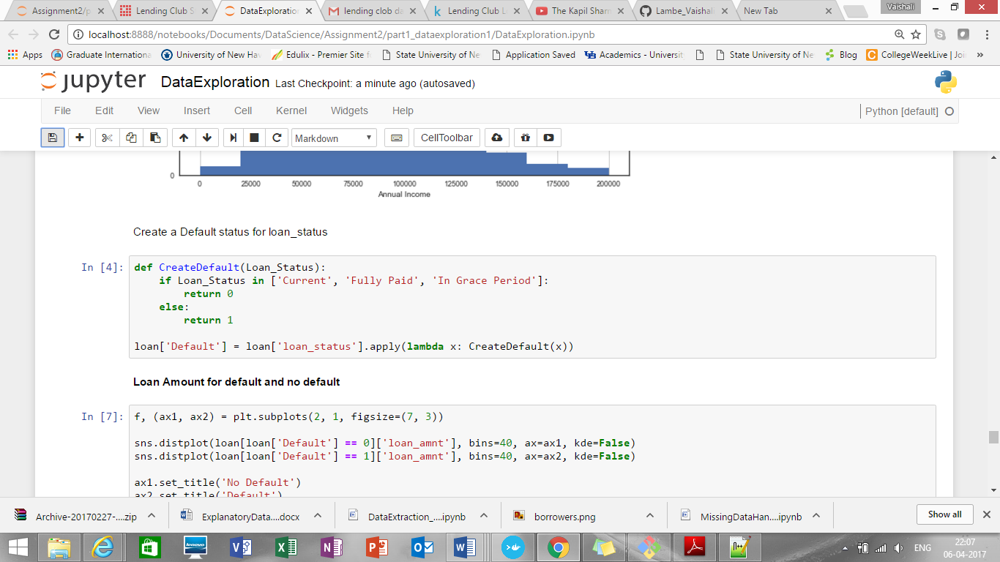 Assignment2/p
Lending Club S
DataExploratio
lending clob da
Lending Club L
The Kapil Sham
Lambe_Vaishali
New Tab
Vaishali
localhost:8888/notebooks/Documents/DataScience/Assignment2/part1_dataexploration1/DataExploration.ipynb
Apps
Graduate Internationa
University of New Hav
Edulix - Premier Site f
State University of Ne
Application Saved
Academics - Universit
State University of Ne
Blog
CollegeWeekLive | Joi
»
jupyter
DataExploration
Last Checkpoint: a minute ago (autosaved)
File Edit View Insert Cell Kernel Widgets Help
Python [default]
Markdown
CellToolbar
0
0 25000 50000 75000 100000 125000 150000 175000 200000
Annual Income
Create a Default status for loan_status
In [4]:
def CreateDefault(Loan_Status):
    if Loan_Status in ['Current', 'Fully Paid', 'In Grace Period']:
        return 0
    else:
        return 1
loan['Default'] = loan['loan_status'].apply(lambda x: CreateDefault(x))
Loan Amount for default and no default
In [7]:
f, (ax1, ax2) = plt.subplots(2, 1, figsize=(7, 3))
sns.distplot(loan[loan['Default'] == 0]['loan_amnt'], bins=40, ax=ax1, kde=False)
sns.distplot(loan[loan['Default'] == 1]['loan_amnt'], bins=40, ax=ax2, kde=False)
ax1.set_title('No Default')
ax2.set_title('Default')
Archive-20170227-....zip
ExplanatoryData....docx
DataExtraction_....ipynb
borrowers.png
MissingDataHan....ipynb
Show all
lenovo
ENG
22:07
06-04-2017